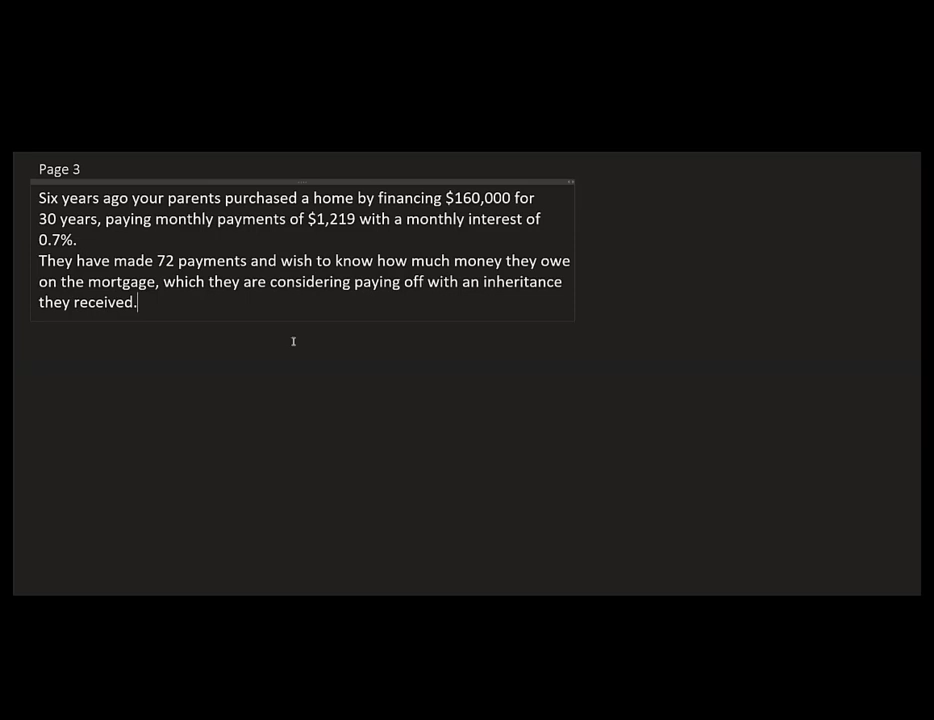 Page 3
Six years ago your parents purchased a home by financing $160,000 for
30 years, paying monthly payments of $1,219 with a monthly interest of
0.7%.
They have made 72 payments and wish to know how much money they owe
on the mortgage, which they are considering paying off with an inheritance
they received.